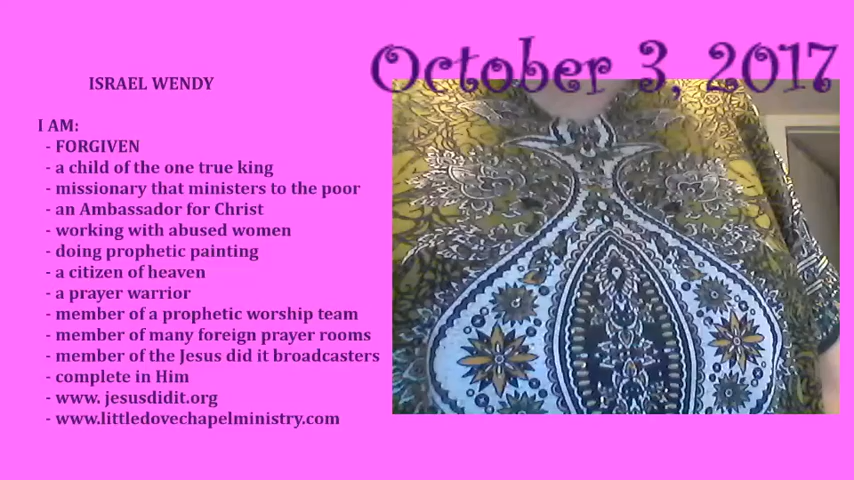 October 3, 2017
ISRAEL WENDY
I AM:
- FORGIVEN
- a child of the one true king
- missionary that ministers to the poor
- an Ambassador for Christ
- working with abused women
- doing prophetic painting
- a citizen of heaven
- a prayer warrior
- member of a prophetic worship team
- member of many foreign prayer rooms
- member of the Jesus did it broadcasters
- complete in Him
- www. jesusdidit.org
- www.littledovechapelministry.com